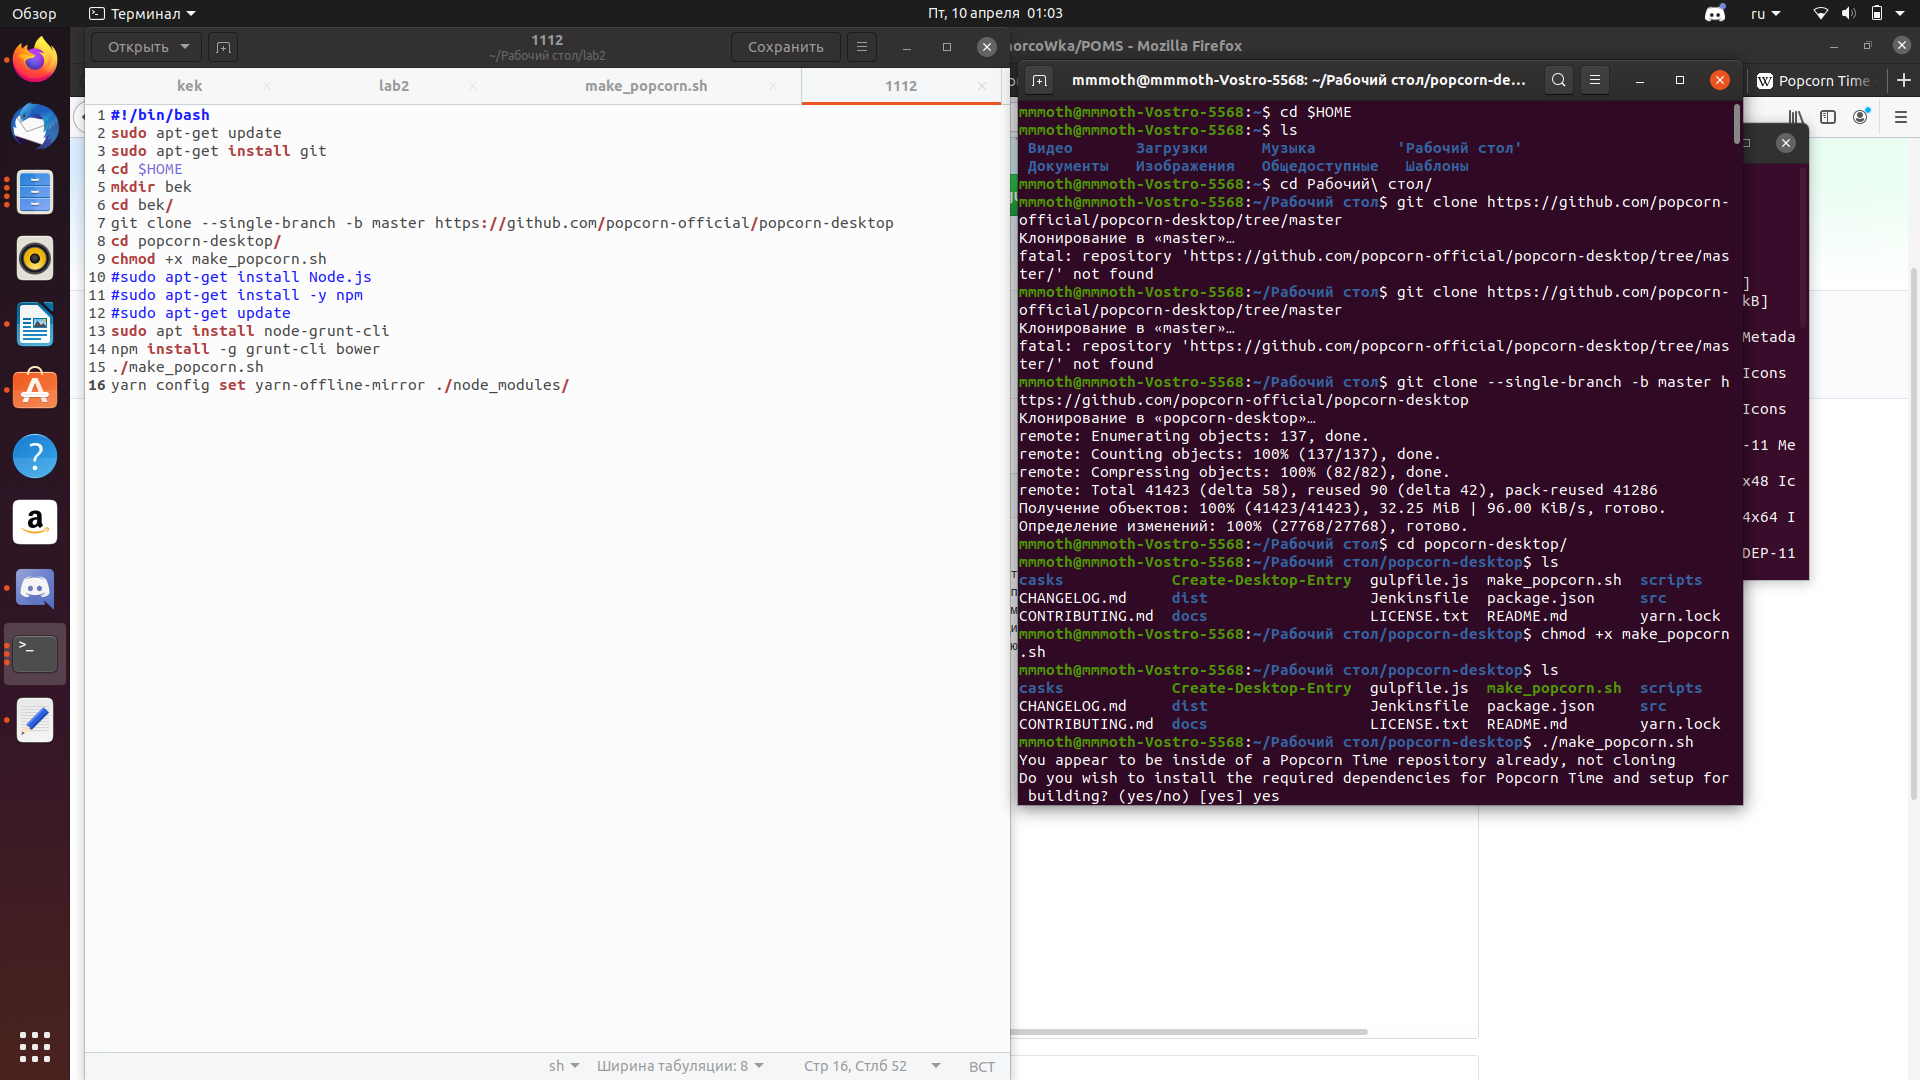 Обзор
Терминал
Пт, 10 апреля 01:03
ru
Открыть
1112
~/Рабочий стол/lab2
Сохранить
kek
lab2
make_popcorn.sh
1112
1 #!/bin/bash
2 sudo apt-get update
3 sudo apt-get install git
4 cd $HOME
5 mkdir bek
6 cd bek/
7 git clone --single-branch -b master https://github.com/popcorn-official/popcorn-desktop
8 cd popcorn-desktop/
9 chmod +x make_popcorn.sh
10 #sudo apt-get install Node.js
11 #sudo apt-get install -y npm
12 #sudo apt-get update
13 sudo apt install node-grunt-cli
14 npm install -g grunt-cli bower
15 ./make_popcorn.sh
16 yarn config set yarn-offline-mirror ./node_modules/
sh
Ширина табуляции: 8
Стр 16, Стлб 52
ВСТ
orcoWka/POMS - Mozilla Firefox
Popcorn Time
mmmoth@mmmoth-Vostro-5568: ~/Рабочий стол/popcorn-de...
mmmoth@mmmoth-Vostro-5568:~$ cd $HOME
mmmoth@mmmoth-Vostro-5568:~$ ls
Видео Загрузки Музыка 'Рабочий стол'
Документы Изображения Общедоступные Шаблоны
mmmoth@mmmoth-Vostro-5568:~$ cd Рабочий\ стол/
mmmoth@mmmoth-Vostro-5568:~/Рабочий стол$ git clone https://github.com/popcorn-
official/popcorn-desktop/tree/master
Клонирование в «master»…
fatal: repository 'https://github.com/popcorn-official/popcorn-desktop/tree/mas
ter/' not found
mmmoth@mmmoth-Vostro-5568:~/Рабочий стол$ git clone https://github.com/popcorn-
official/popcorn-desktop/tree/master
Клонирование в «master»…
fatal: repository 'https://github.com/popcorn-official/popcorn-desktop/tree/mas
ter/' not found
mmmoth@mmmoth-Vostro-5568:~/Рабочий стол$ git clone --single-branch -b master h
ttps://github.com/popcorn-official/popcorn-desktop
Клонирование в «popcorn-desktop»…
remote: Enumerating objects: 137, done.
remote: Counting objects: 100% (137/137), done.
remote: Compressing objects: 100% (82/82), done.
remote: Total 41423 (delta 58), reused 90 (delta 42), pack-reused 41286
Получение объектов: 100% (41423/41423), 32.25 MiB | 96.00 KiB/s, готово.
Определение изменений: 100% (27768/27768), готово.
mmmoth@mmmoth-Vostro-5568:~/Рабочий стол$ cd popcorn-desktop/
mmmoth@mmmoth-Vostro-5568:~/Рабочий стол/popcorn-desktop$ ls
casks Create-Desktop-Entry gulpfile.js make_popcorn.sh scripts
CHANGELOG.md dist Jenkinsfile package.json src
CONTRIBUTING.md docs LICENSE.txt README.md yarn.lock
mmmoth@mmmoth-Vostro-5568:~/Рабочий стол/popcorn-desktop$ chmod +x make_popcorn
.sh
mmmoth@mmmoth-Vostro-5568:~/Рабочий стол/popcorn-desktop$ ls
casks Create-Desktop-Entry gulpfile.js make_popcorn.sh scripts
CHANGELOG.md dist Jenkinsfile package.json src
CONTRIBUTING.md docs LICENSE.txt README.md yarn.lock
mmmoth@mmmoth-Vostro-5568:~/Рабочий стол/popcorn-desktop$ ./make_popcorn.sh
You appear to be inside of a Popcorn Time repository already, not cloning
Do you wish to install the required dependencies for Popcorn Time and setup for
building? (yes/no) [yes] yes
]
kB]
Metada
Icons
Icons
-11 Me
x48 Ic
4x64 I
DEP-11